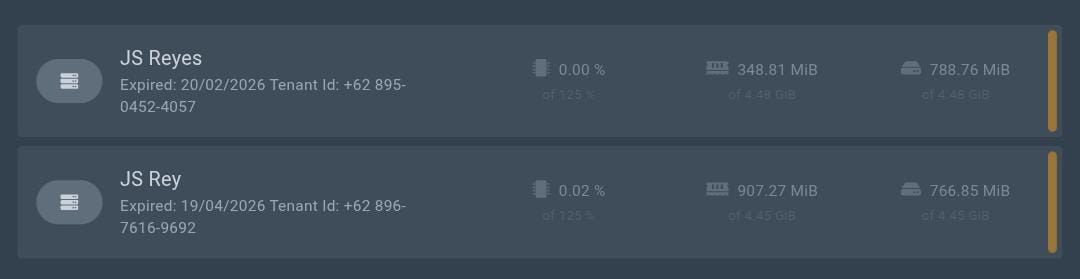 JS Reyes
Expired: 20/02/2026 Tenant Id: +62 895-
0452-4057
0.00 %
of 125 %
348.81 MiB
of 4.48 GiB
788.76 MiB
of 4.48 GiB
JS Rey
Expired: 19/04/2026 Tenant Id: +62 896-
7616-9692
0.02 %
of 125 %
907.27 MiB
of 4.45 GiB
766.85 MiB
of 4.45 GiB